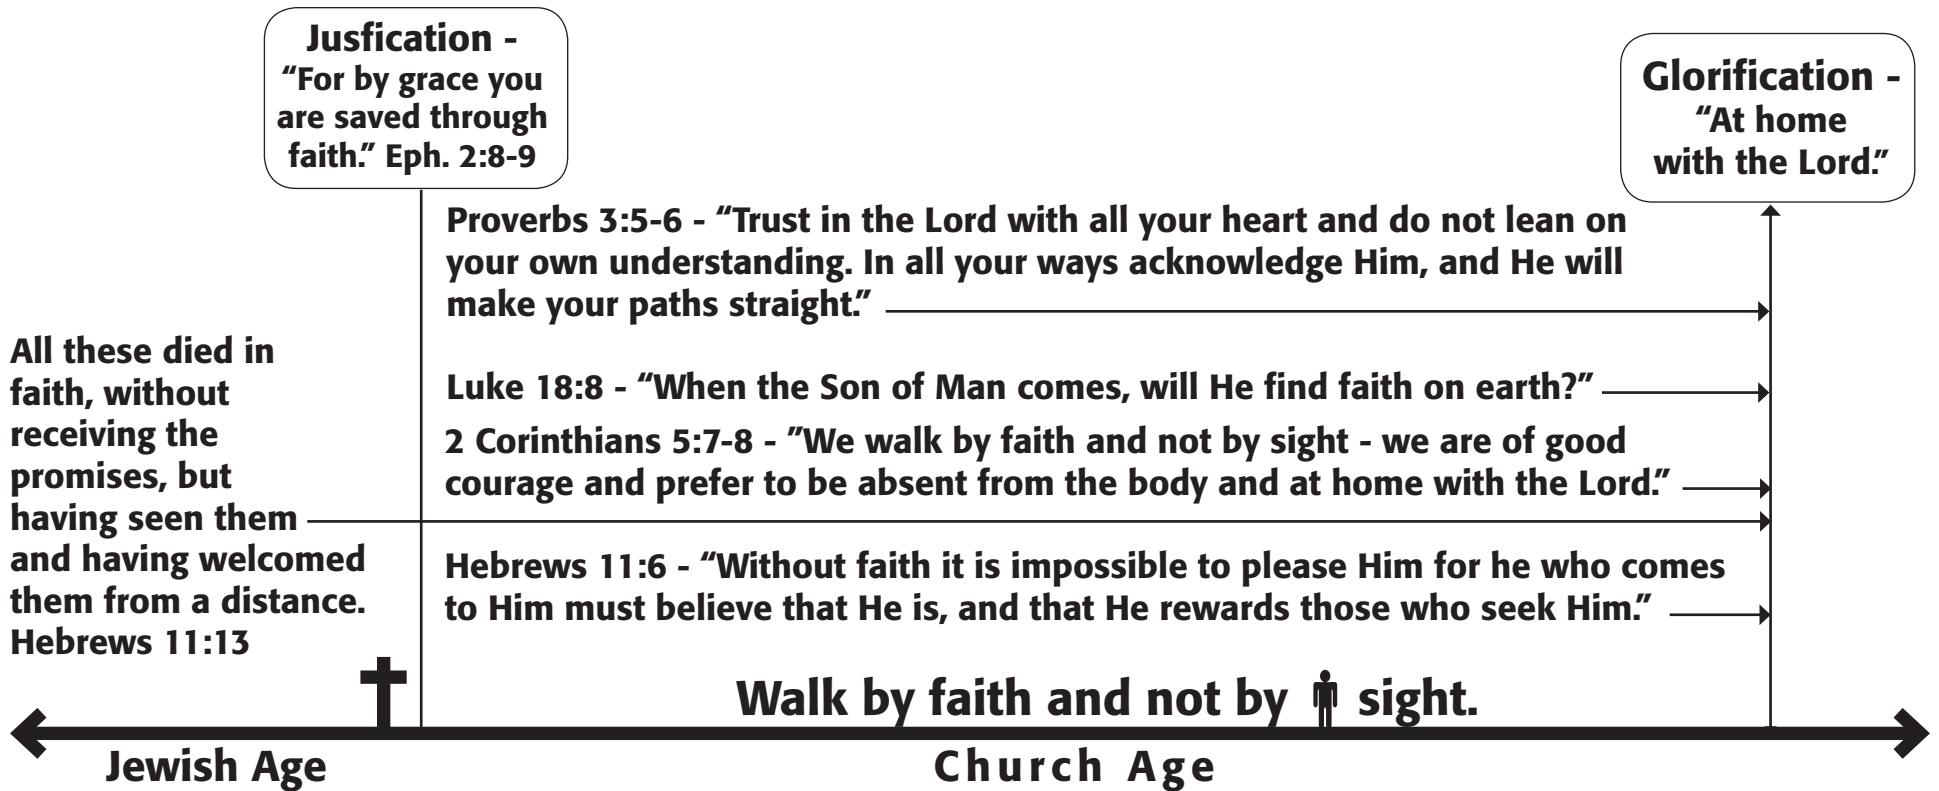 Jusfication -
“For by grace you
are saved through
faith.” Eph. 2:8-9
Glorification -
“At home
with the Lord.”
Proverbs 3:5-6 - “Trust in the Lord with all your heart and do not lean on
your own understanding. In all your ways acknowledge Him, and He will
make your paths straight.”
All these died in
faith, without
receiving the
promises, but
having seen them
and having welcomed
them from a distance.
Hebrews 11:13
Luke 18:8 - “When the Son of Man comes, will He find faith on earth?”
2 Corinthians 5:7-8 - ”We walk by faith and not by sight - we are of good
courage and prefer to be absent from the body and at home with the Lord.”
Hebrews 11:6 - “Without faith it is impossible to please Him for he who comes
to Him must believe that He is, and that He rewards those who seek Him.”
Walk by faith and not by sight.
Jewish Age
Church Age